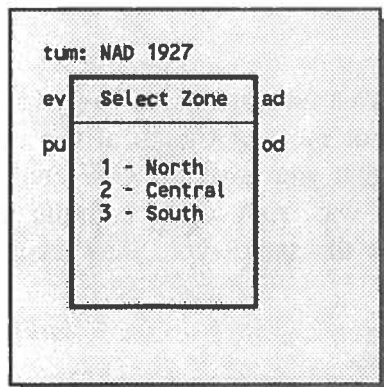 tum: NAD 1927
ev Select Zone ad
pu od
1 - North
2 - Central
3 - South